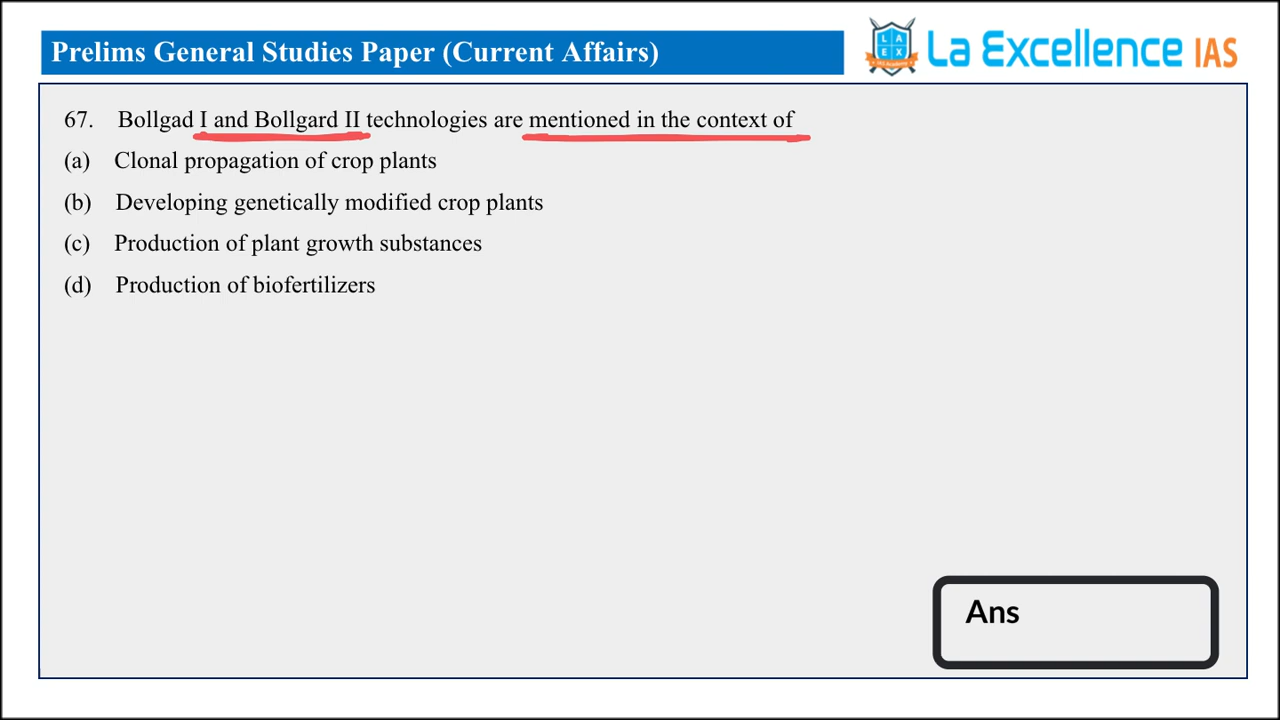 Prelims General Studies Paper (Current Affairs)
La Excellence IAS
67. Bollgad I and Bollgard II technologies are mentioned in the context of
(a) Clonal propagation of crop plants
(b) Developing genetically modified crop plants
(c) Production of plant growth substances
(d) Production of biofertilizers
Ans